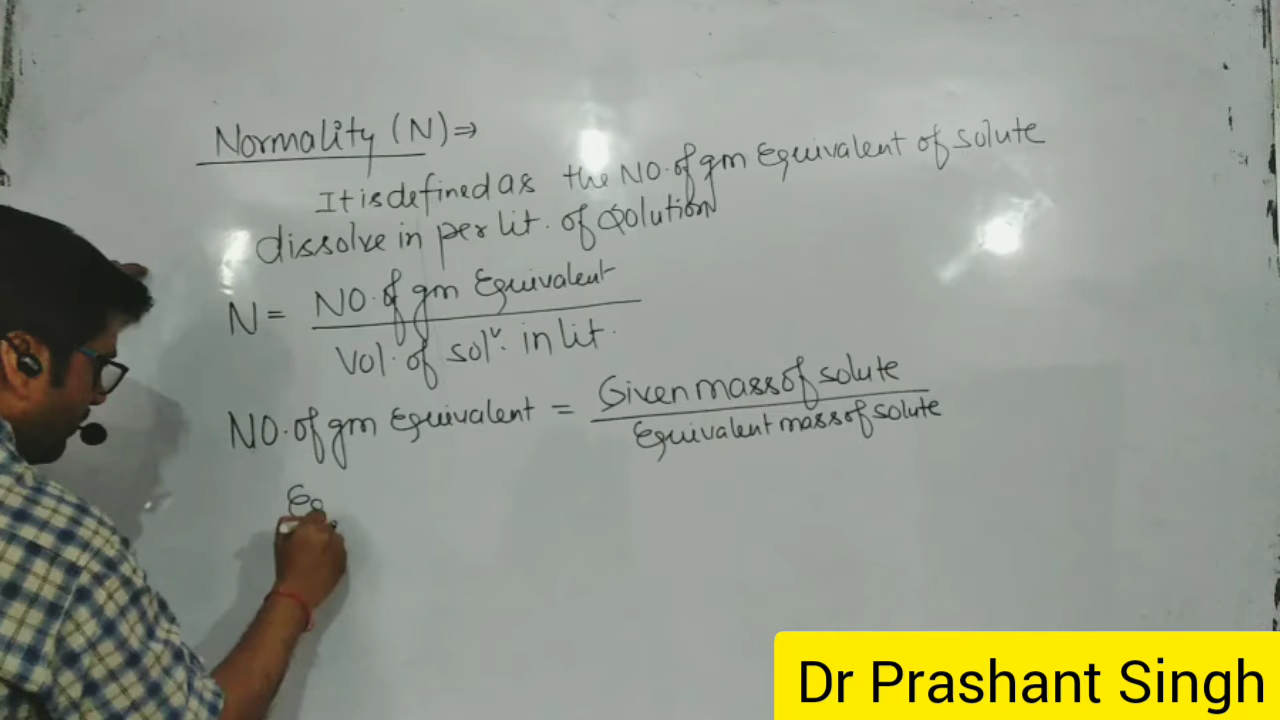 Normality (N) ⇒
It is defined as the NO. of gm Equivalent of solute
dissolve in per lit. of Solution
N = NO. of gm Equivalent
Vol. of solⁿ. in lit.
NO. of gm Equivalent = Given mass of solute
Equivalent mass of solute
Eq
Dr Prashant Singh